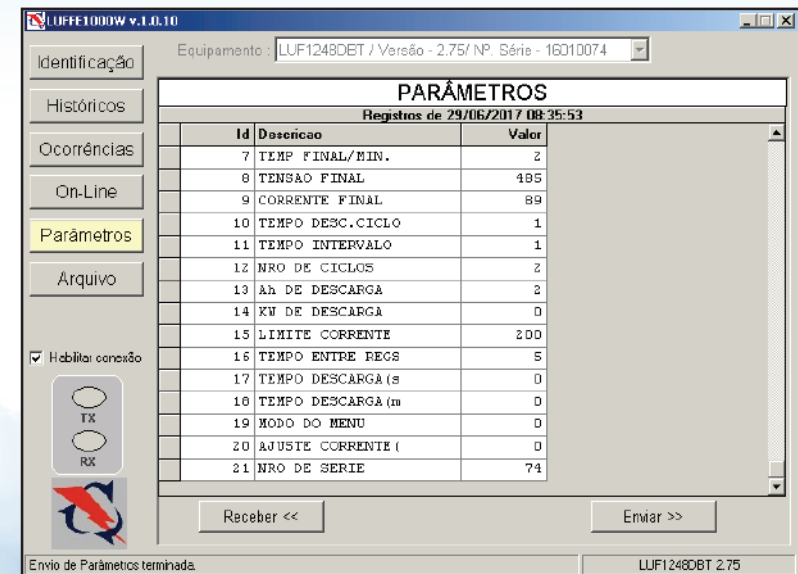 LUFFE1000W v.1.0.10
Equipamento : LUF1248DBT / Versão - 2.75/ Nº. Série - 16010074
Identificação
Históricos
Ocorrências
On-Line
Parâmetros
Arquivo
Habilitar conexão
TX
RX
PARÂMETROS
Registros de 29/06/2017 08:35:53
Id Descricao Valor
7 TEMP FINAL/MIN. 2
8 TENSAO FINAL 485
9 CORRENTE FINAL 89
10 TEMPO DESC.CICLO 1
11 TEMPO INTERVALO 1
12 NRO DE CICLOS 2
13 Ah DE DESCARGA 2
14 KW DE DESCARGA 0
15 LIMITE CORRENTE 200
16 TEMPO ENTRE REGS 5
17 TEMPO DESCARGA(s 0
18 TEMPO DESCARGA(m 0
19 MODO DO MENU 0
20 AJUSTE CORRENTE( 0
21 NRO DE SERIE 74
Receber << Enviar >>
Envio de Parâmetros terminada. LUF1248DBT 2.75